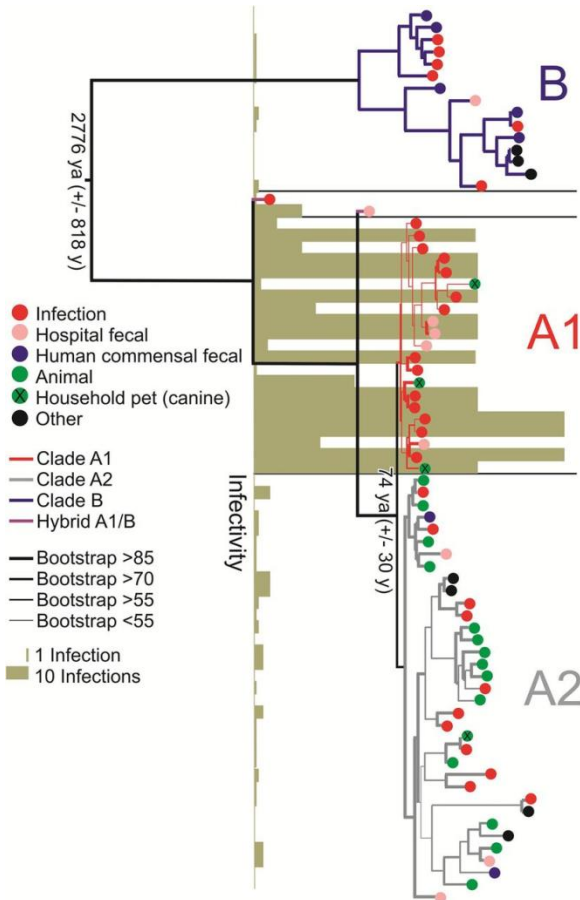 B
2776 ya (+/- 818 y)
A1
Infection
Hospital fecal
Human commensal fecal
Animal
X Household pet (canine)
Other
Clade A1
Clade A2
Clade B
Hybrid A1/B
Bootstrap >85
Bootstrap >70
Bootstrap >55
Bootstrap <55
1 Infection
10 Infections
Infectivity
74 ya (+/- 30 y)
A2
X
X
X
X